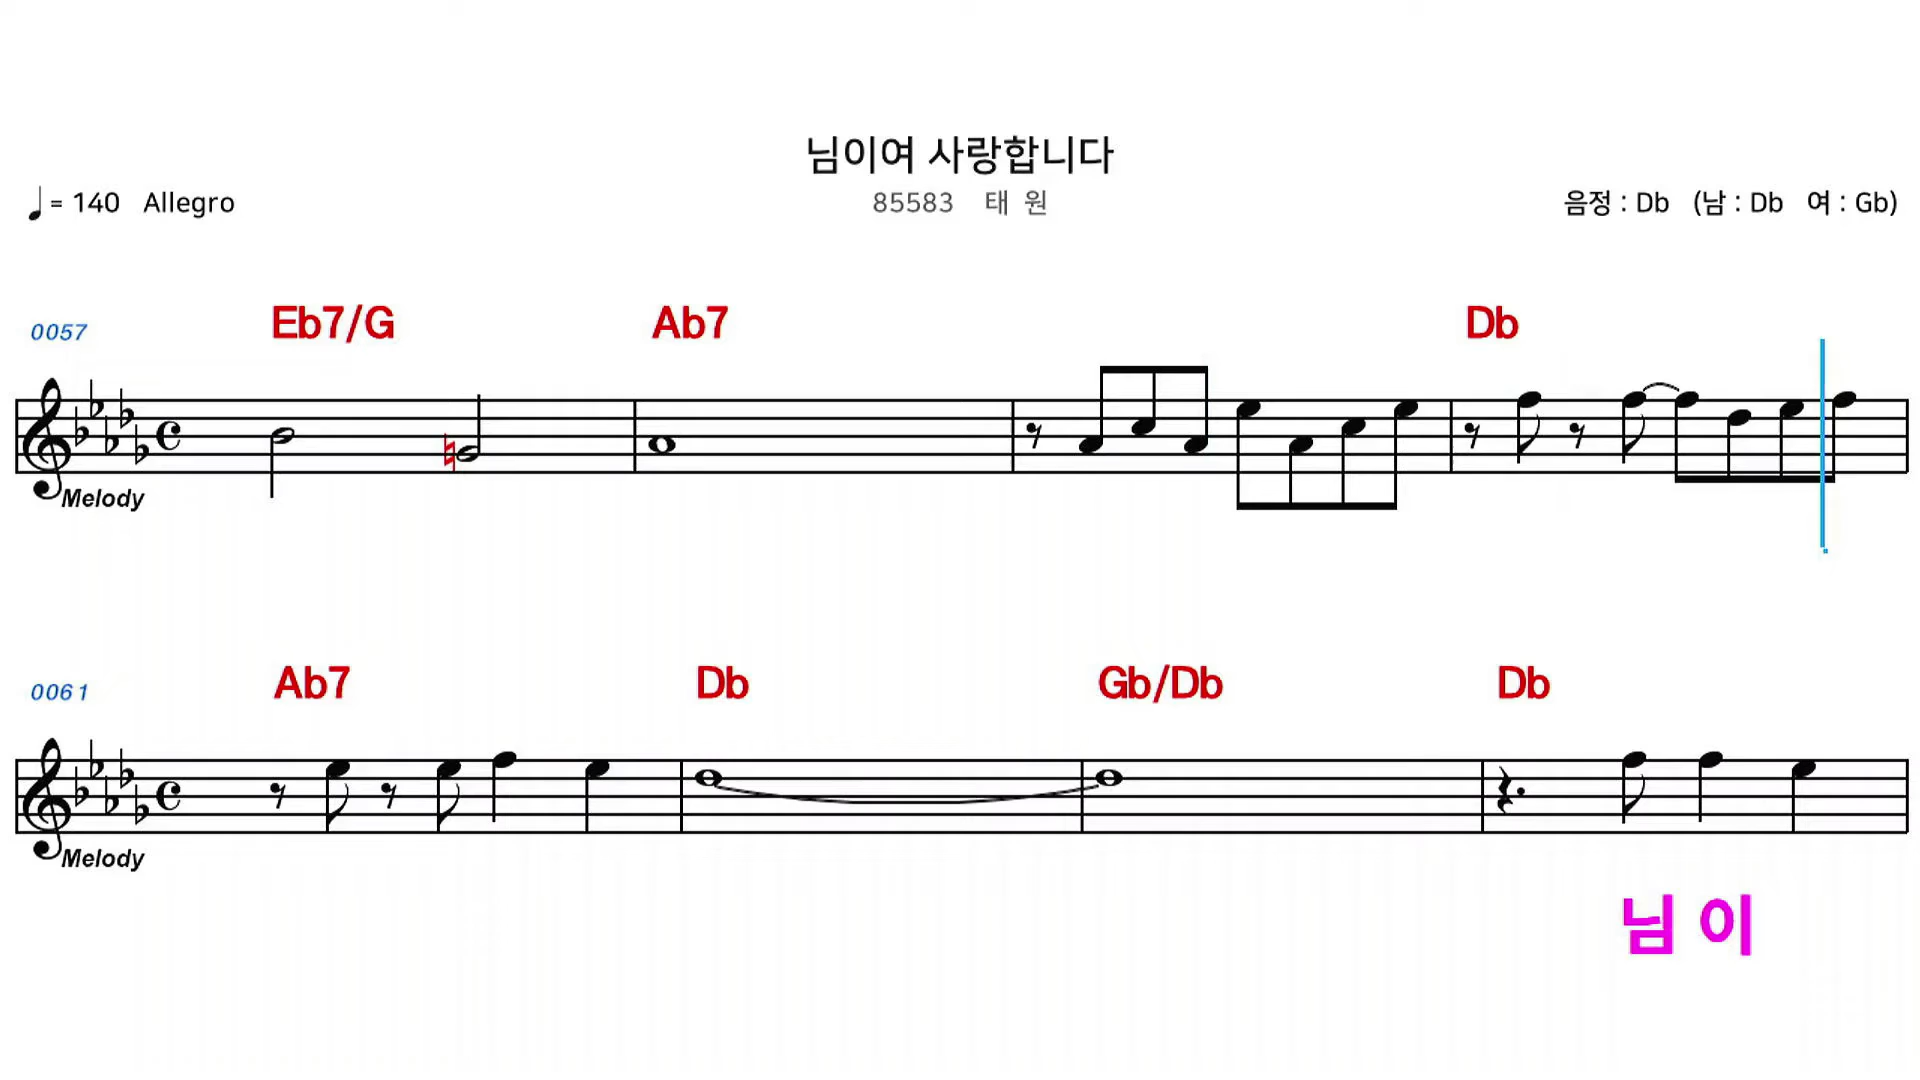 님이여 사랑합니다
= 140 Allegro
85583 태 원
음정 : Db (남 : Db 여 : Gb)
0057
Eb7/G Ab7 Db
Melody
0061
Ab7 Db Gb/Db Db
Melody
님 이